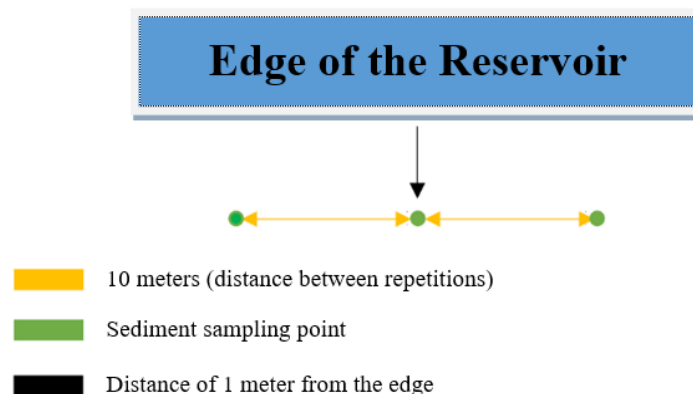 Edge of the Reservoir
10 meters (distance between repetitions)
Sediment sampling point
Distance of 1 meter from the edge